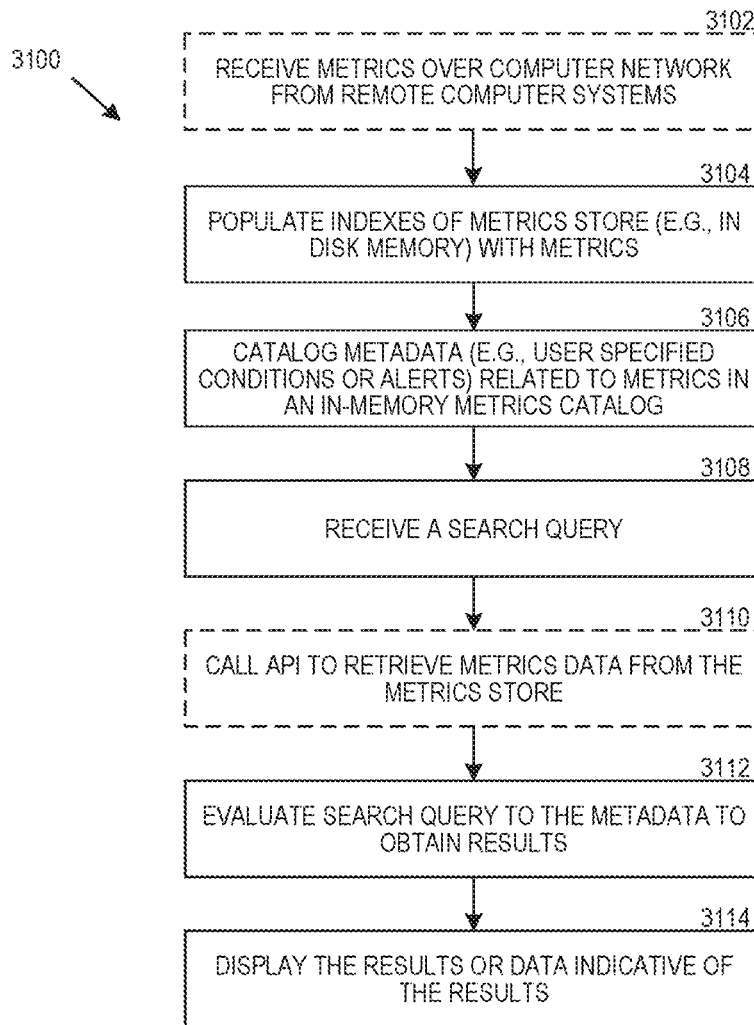 3100
3102
RECEIVE METRICS OVER COMPUTER NETWORK
FROM REMOTE COMPUTER SYSTEMS
3104
POPULATE INDEXES OF METRICS STORE (E.G., IN
DISK MEMORY) WITH METRICS
3106
CATALOG METADATA (E.G., USER SPECIFIED
CONDITIONS OR ALERTS) RELATED TO METRICS IN
AN IN-MEMORY METRICS CATALOG
3108
RECEIVE A SEARCH QUERY
3110
CALL API TO RETRIEVE METRICS DATA FROM THE
METRICS STORE
3112
EVALUATE SEARCH QUERY TO THE METADATA TO
OBTAIN RESULTS
3114
DISPLAY THE RESULTS OR DATA INDICATIVE OF
THE RESULTS